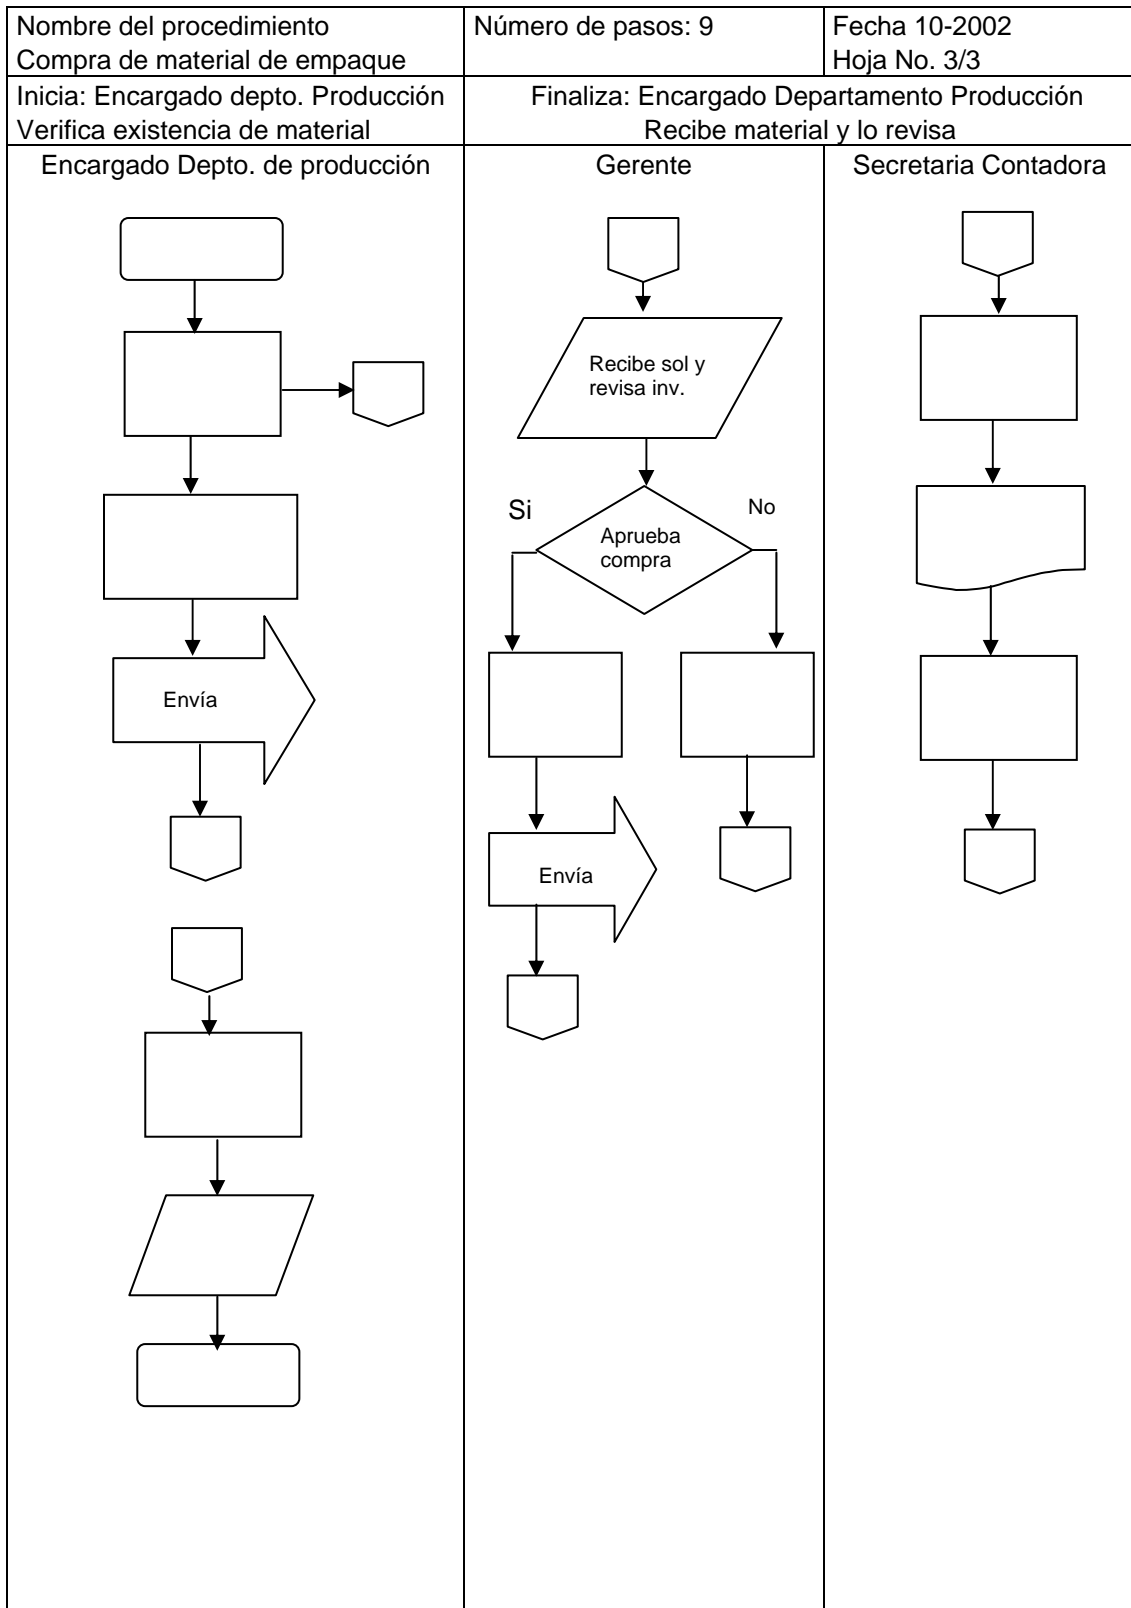 Nombre del procedimiento
Compra de material de empaque
Número de pasos: 9
Fecha 10-2002
Hoja No. 3/3
Inicia: Encargado depto. Producción
Verifica existencia de material
Finaliza: Encargado Departamento Producción
Recibe material y lo revisa
Encargado Depto. de producción
Gerente
Secretaria Contadora
Recibe sol y
revisa inv.
Si
No
Aprueba
compra
Envía
Envía